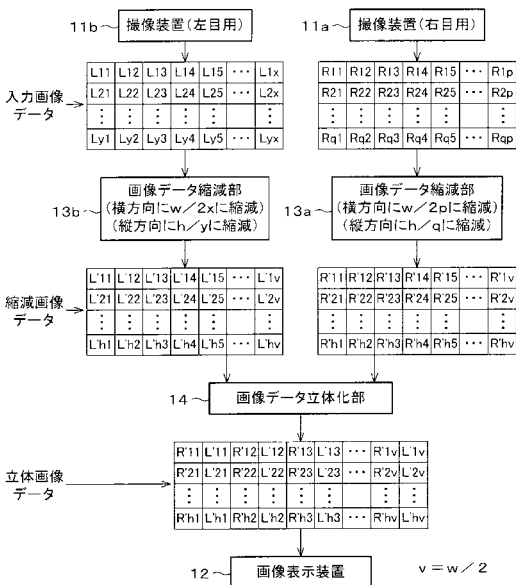 11b 撮像装置(左目用)
11a 撮像装置(右目用)
入力画像
データ
L11 L12 L13 L14 L15 ··· L1x
L21 L22 L23 L24 L25 ··· L2x
⋮ ⋮ ⋮ ⋮ ⋮ ⋮
Ly1 Ly2 Ly3 Ly4 Ly5 ··· Lyx
R11 R12 R13 R14 R15 ··· R1p
R21 R22 R23 R24 R25 ··· R2p
⋮ ⋮ ⋮ ⋮ ⋮ ⋮
Rq1 Rq2 Rq3 Rq4 Rq5 ··· Rqp
13b
画像データ縮減部
(横方向にw/2xに縮減)
(縦方向にh/yに縮減)
13a
画像データ縮減部
(横方向にw/2pに縮減)
(縦方向にh/qに縮減)
縮減画像
データ
L'11 L'12 L'13 L'14 L'15 ··· L'1v
L'21 L'22 L'23 L'24 L'25 ··· L'2v
⋮ ⋮ ⋮ ⋮ ⋮ ⋮
L'h1 L'h2 L'h3 L'h4 L'h5 ··· L'hv
R'11 R'12 R'13 R'14 R'15 ··· R'1v
R'21 R'22 R'23 R'24 R'25 ··· R'2v
⋮ ⋮ ⋮ ⋮ ⋮ ⋮
R'h1 R'h2 R'h3 R'h4 R'h5 ··· R'hv
14 画像データ立体化部
立体画像
データ
R'11 L'11 R'12 L'12 R'13 L'13 ··· R'1v L'1v
R'21 L'21 R'22 L'22 R'23 L'23 ··· R'2v L'2v
⋮ ⋮ ⋮ ⋮ ⋮ ⋮ ⋮ ⋮
R'h1 L'h1 R'h2 L'h2 R'h3 L'h3 ··· R'hv L'hv
12 画像表示装置
v=w/2